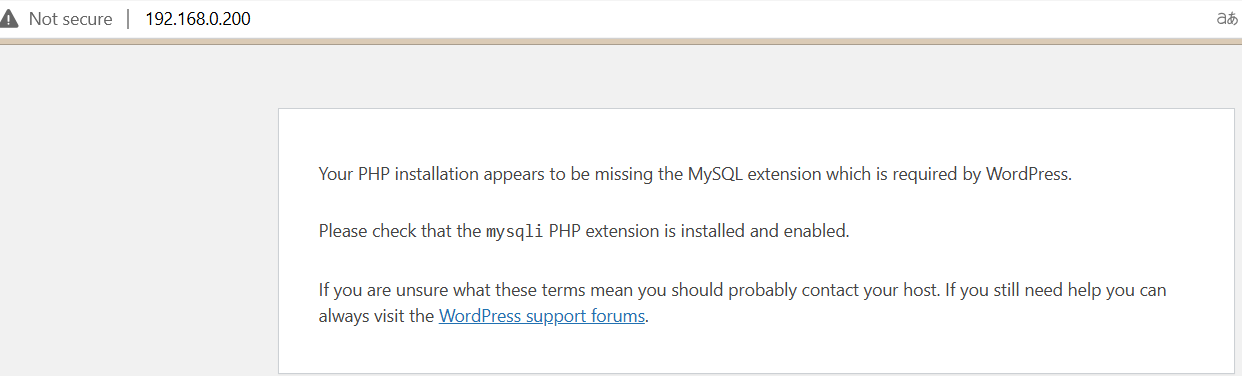 Not secure | 192.168.0.200 aあ
Your PHP installation appears to be missing the MySQL extension which is required by WordPress.
Please check that the mysqli PHP extension is installed and enabled.
If you are unsure what these terms mean you should probably contact your host. If you still need help you can
always visit the WordPress support forums.